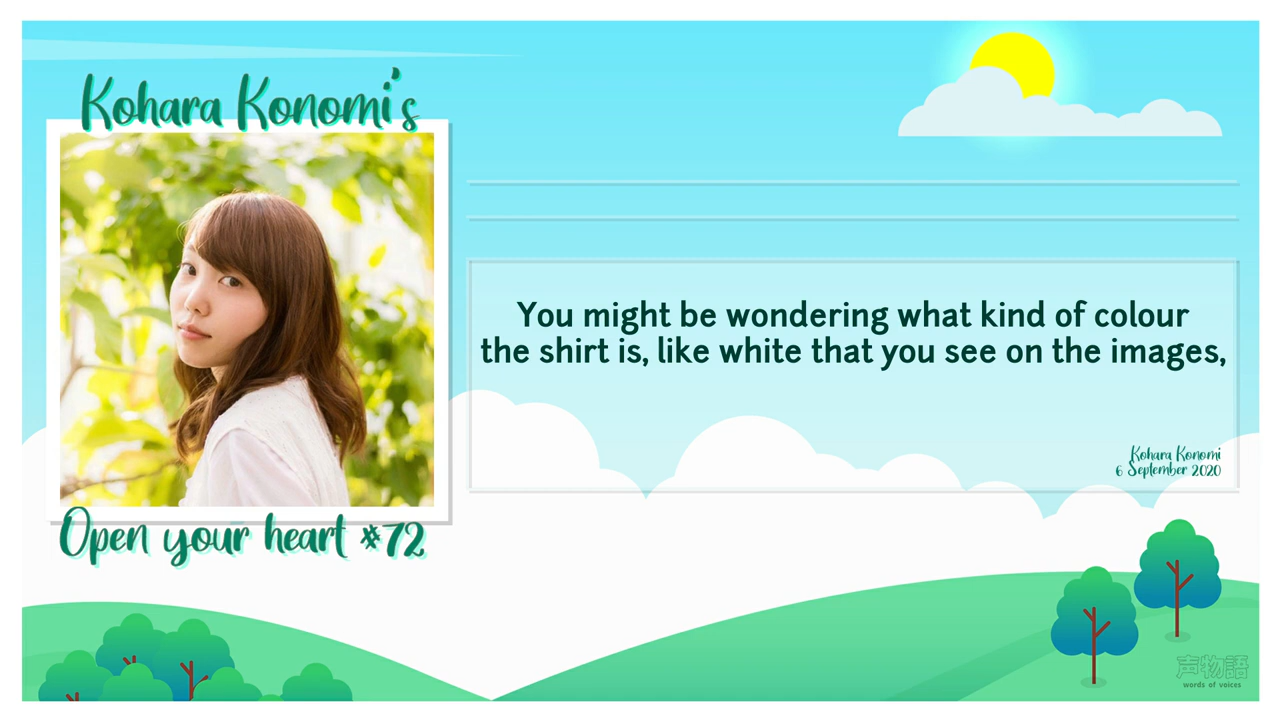 Kohara Konomi's
Open your heart #72
You might be wondering what kind of colour
the shirt is, like white that you see on the images,
Kohara Konomi
6 September 2020
声物語
words of voices